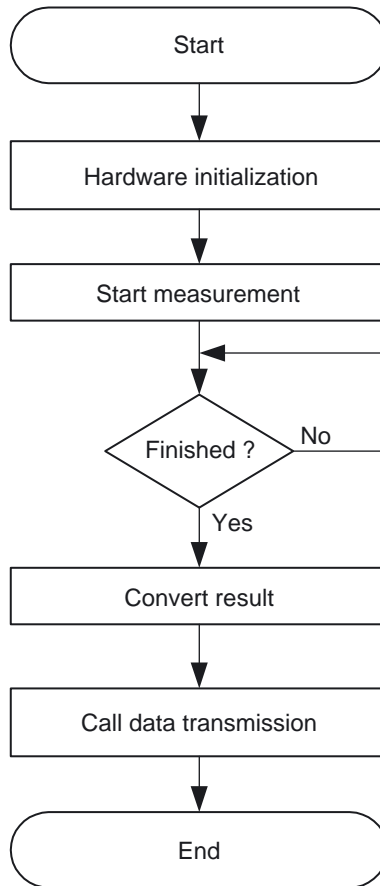 Start
Hardware initialization
Start measurement
Finished ?
No
Yes
Convert result
Call data transmission
End